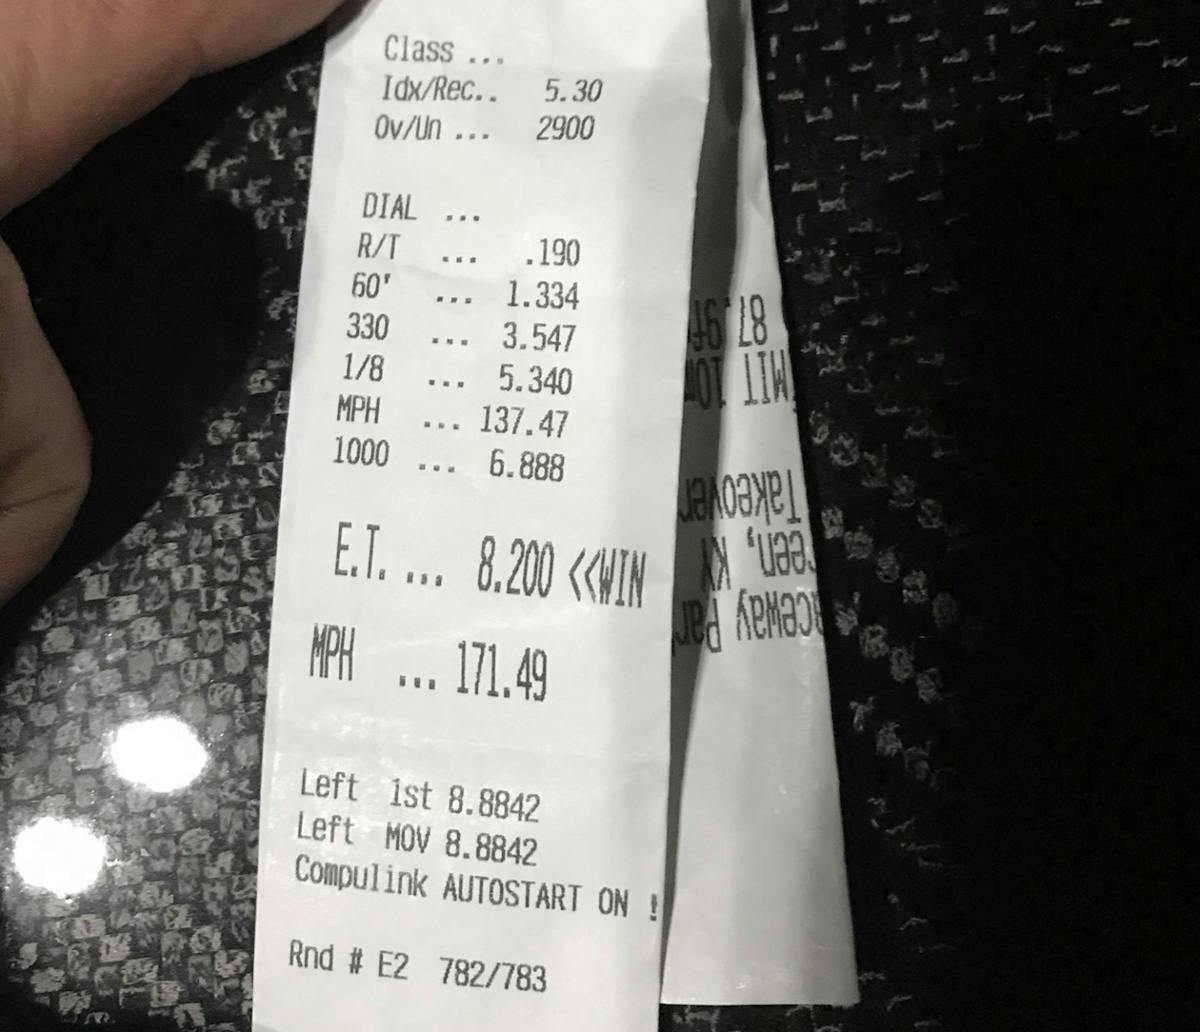 Class ...
Idx/Rec.. 5.30
Ov/Un ... 2900
DIAL ...
R/T ... .190
60' ... 1.334
330 ... 3.547
1/8 ... 5.340
MPH ... 137.47
1000 ... 6.888
E.T. ... 8.200 <<WIN
MPH ... 171.49
Left 1st 8.8842
Left MOV 8.8842
Compulink AUTOSTART ON !
Rnd # E2 782/783
Takeover
KY